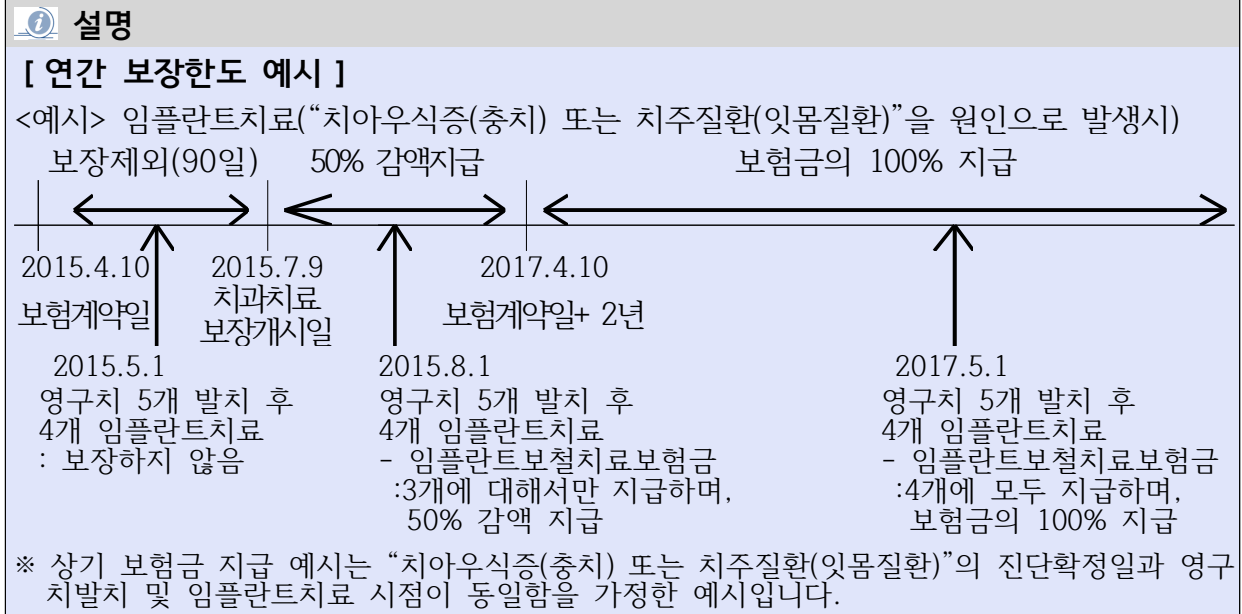 설명
[ 연간 보장한도 예시 ]
<예시> 임플란트치료(“치아우식증(충치) 또는 치주질환(잇몸질환)”을 원인으로 발생시)
보장제외(90일) 50% 감액지급 보험금의 100% 지급
2015.4.10 2015.7.9 2017.4.10
보험계약일 치과치료 보장개시일 보험계약일+ 2년
2015.5.1
영구치 5개 발치 후
4개 임플란트치료
: 보장하지 않음
2015.8.1
영구치 5개 발치 후
4개 임플란트치료
- 임플란트보철치료보험금
:3개에 대해서만 지급하며,
50% 감액 지급
2017.5.1
영구치 5개 발치 후
4개 임플란트치료
- 임플란트보철치료보험금
:4개에 모두 지급하며,
보험금의 100% 지급
※ 상기 보험금 지급 예시는 “치아우식증(충치) 또는 치주질환(잇몸질환)”의 진단확정일과 영구
치발치 및 임플란트치료 시점이 동일함을 가정한 예시입니다.